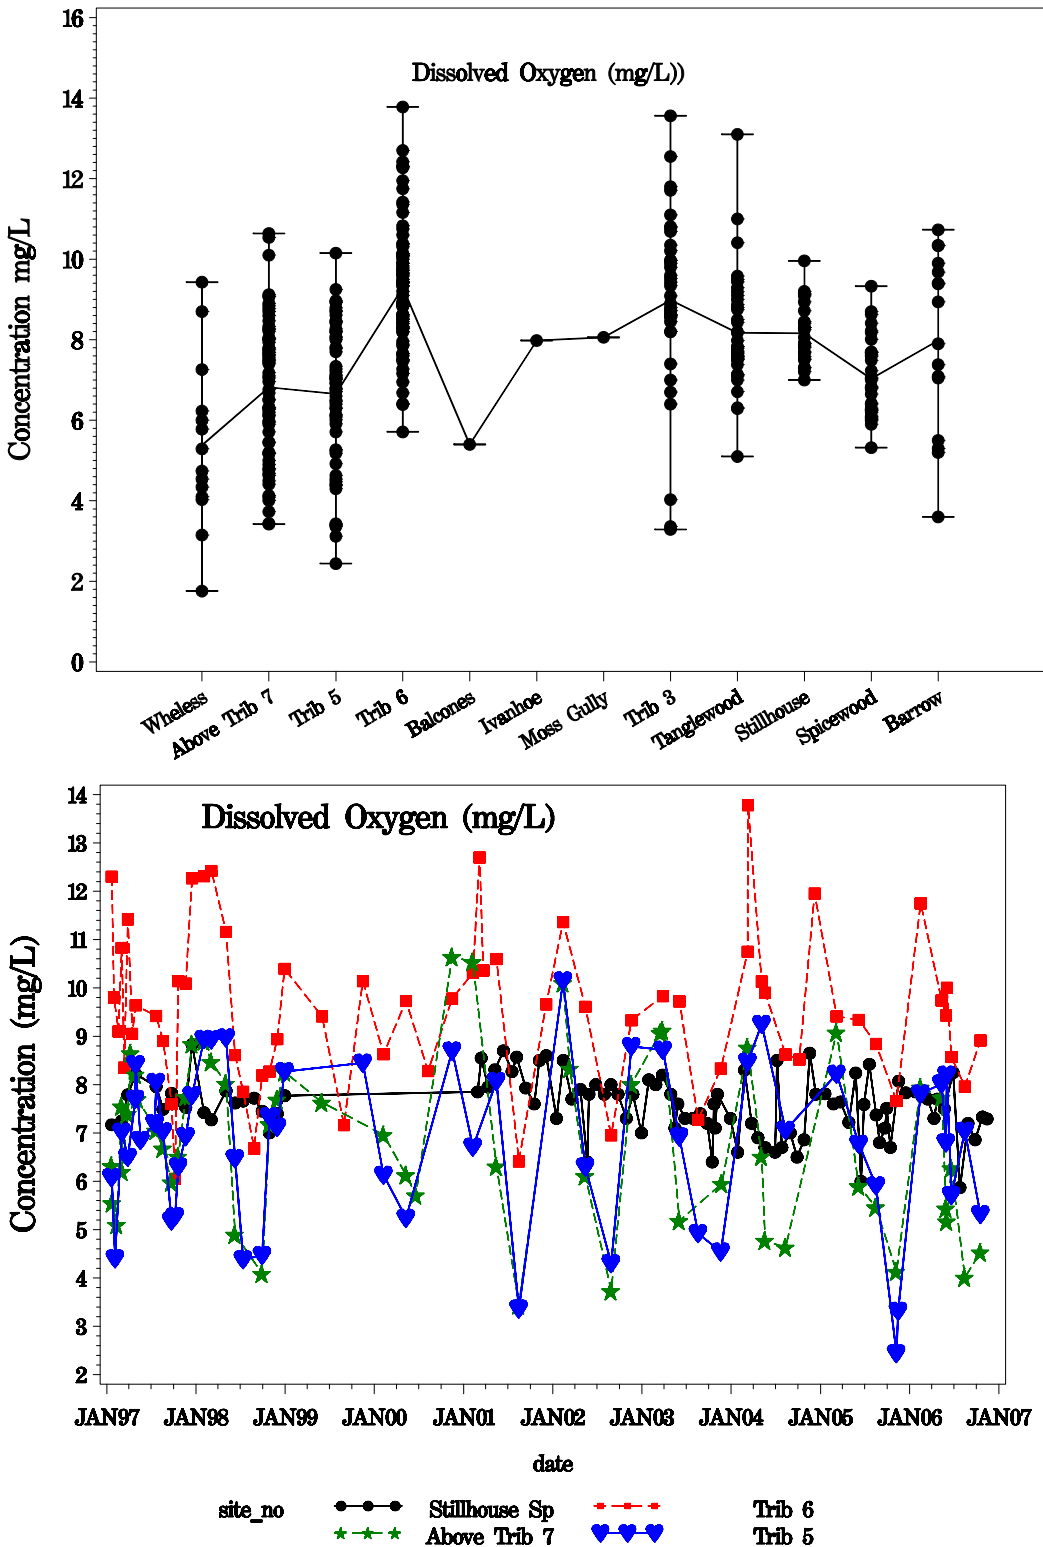 Dissolved Oxygen (mg/L))
Concentration mg/L
16
14
12
10
8
6
4
2
0
Wheless
Above Trib 7
Trib 5
Trib 6
Balcones
Ivanhoe
Moss Gully
Trib 3
Tanglewood
Stillhouse
Spicewood
Barrow
Dissolved Oxygen (mg/L)
Concentration (mg/L)
14
13
12
11
10
9
8
7
6
5
4
3
2
JAN97 JAN98 JAN99 JAN00 JAN01 JAN02 JAN03 JAN04 JAN05 JAN06 JAN07
date
site_no Stillhouse Sp Trib 6
Above Trib 7 Trib 5